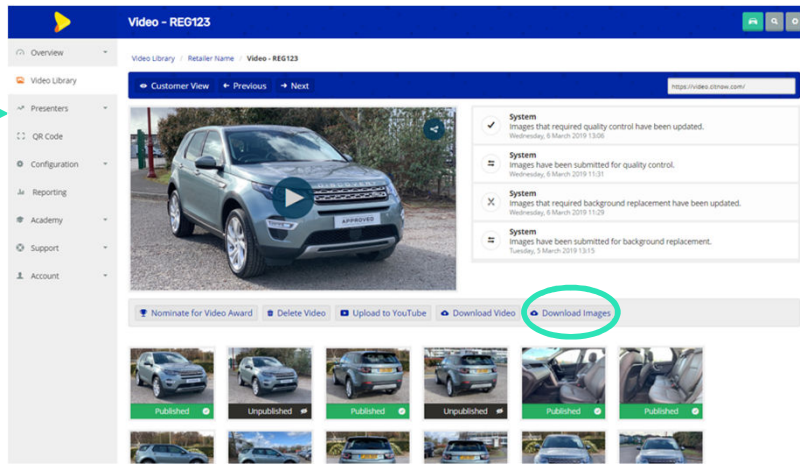 Video - REG123
Overview
Video Library
Presenters
QR Code
Configuration
Reporting
Academy
Support
Account
Video Library / Retailer Name / Video - REG123
Customer View Previous Next
https://video.citnow.com/
DISCOVERY
APPROVED
System
Images that required quality control have been updated.
Wednesday, 6 March 2019 13:06
System
Images have been submitted for quality control.
Wednesday, 6 March 2019 11:31
System
Images that required background replacement have been updated.
Wednesday, 6 March 2019 11:29
System
Images have been submitted for background replacement.
Tuesday, 5 March 2019 13:15
Nominate for Video Award Delete Video Upload to YouTube Download Video Download Images
Published Unpublished Published Unpublished Published Published